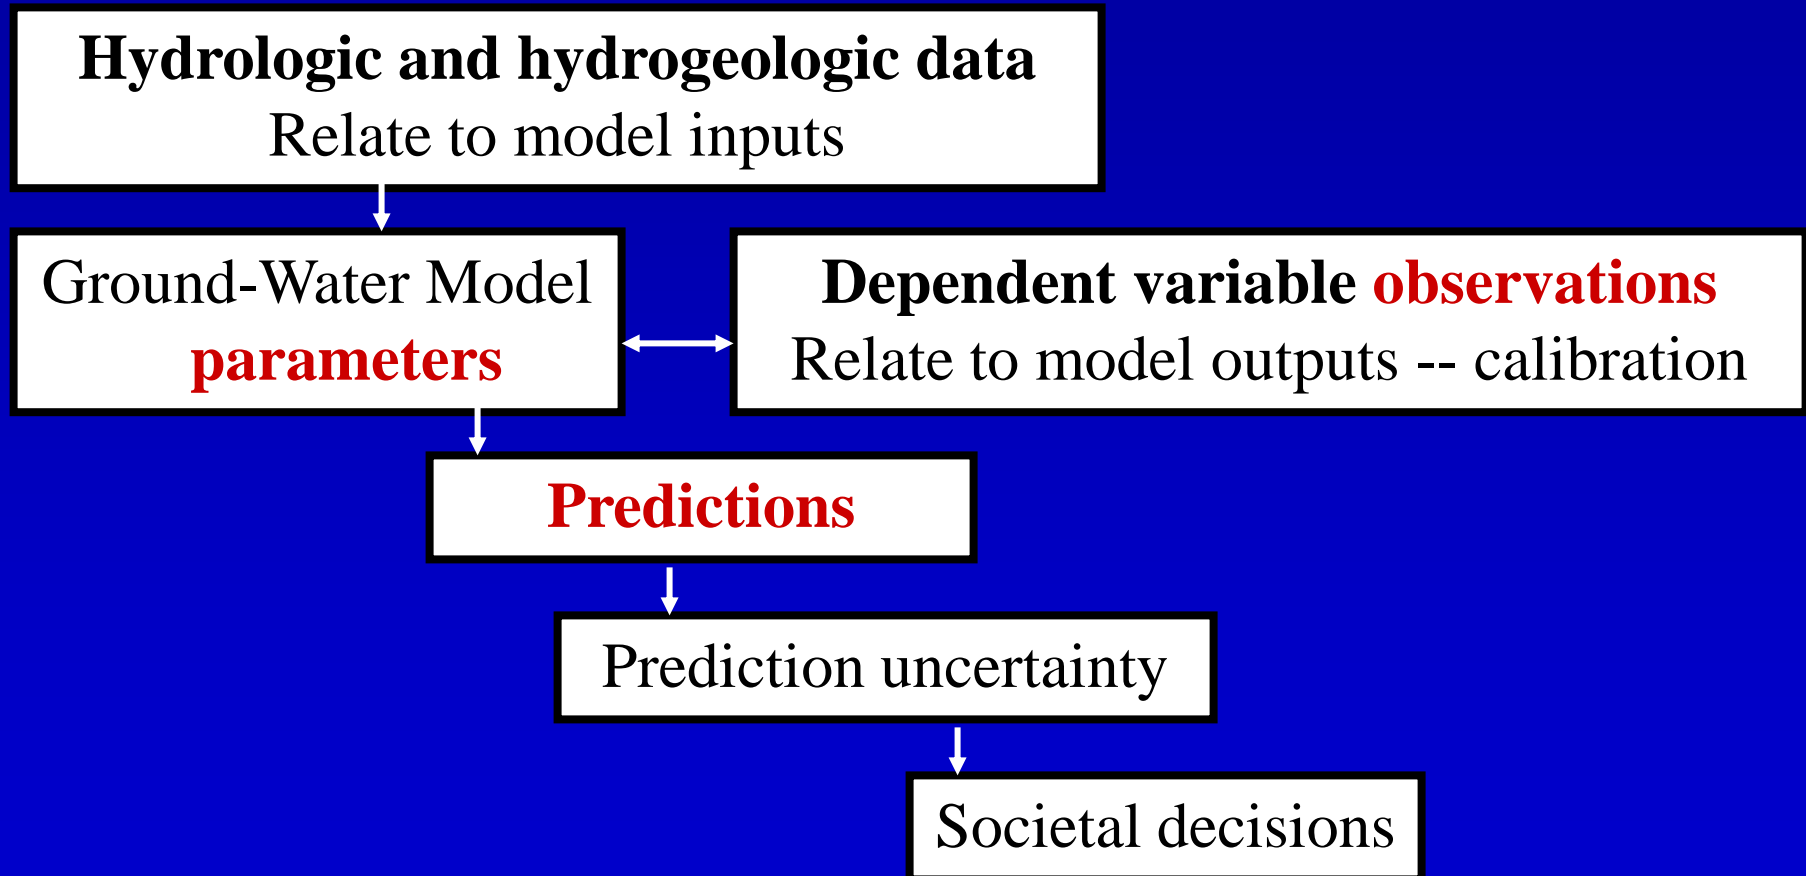 Hydrologic and hydrogeologic data
Relate to model inputs
Ground-Water Model
parameters
Dependent variable observations
Relate to model outputs -- calibration
Predictions
Prediction uncertainty
Societal decisions